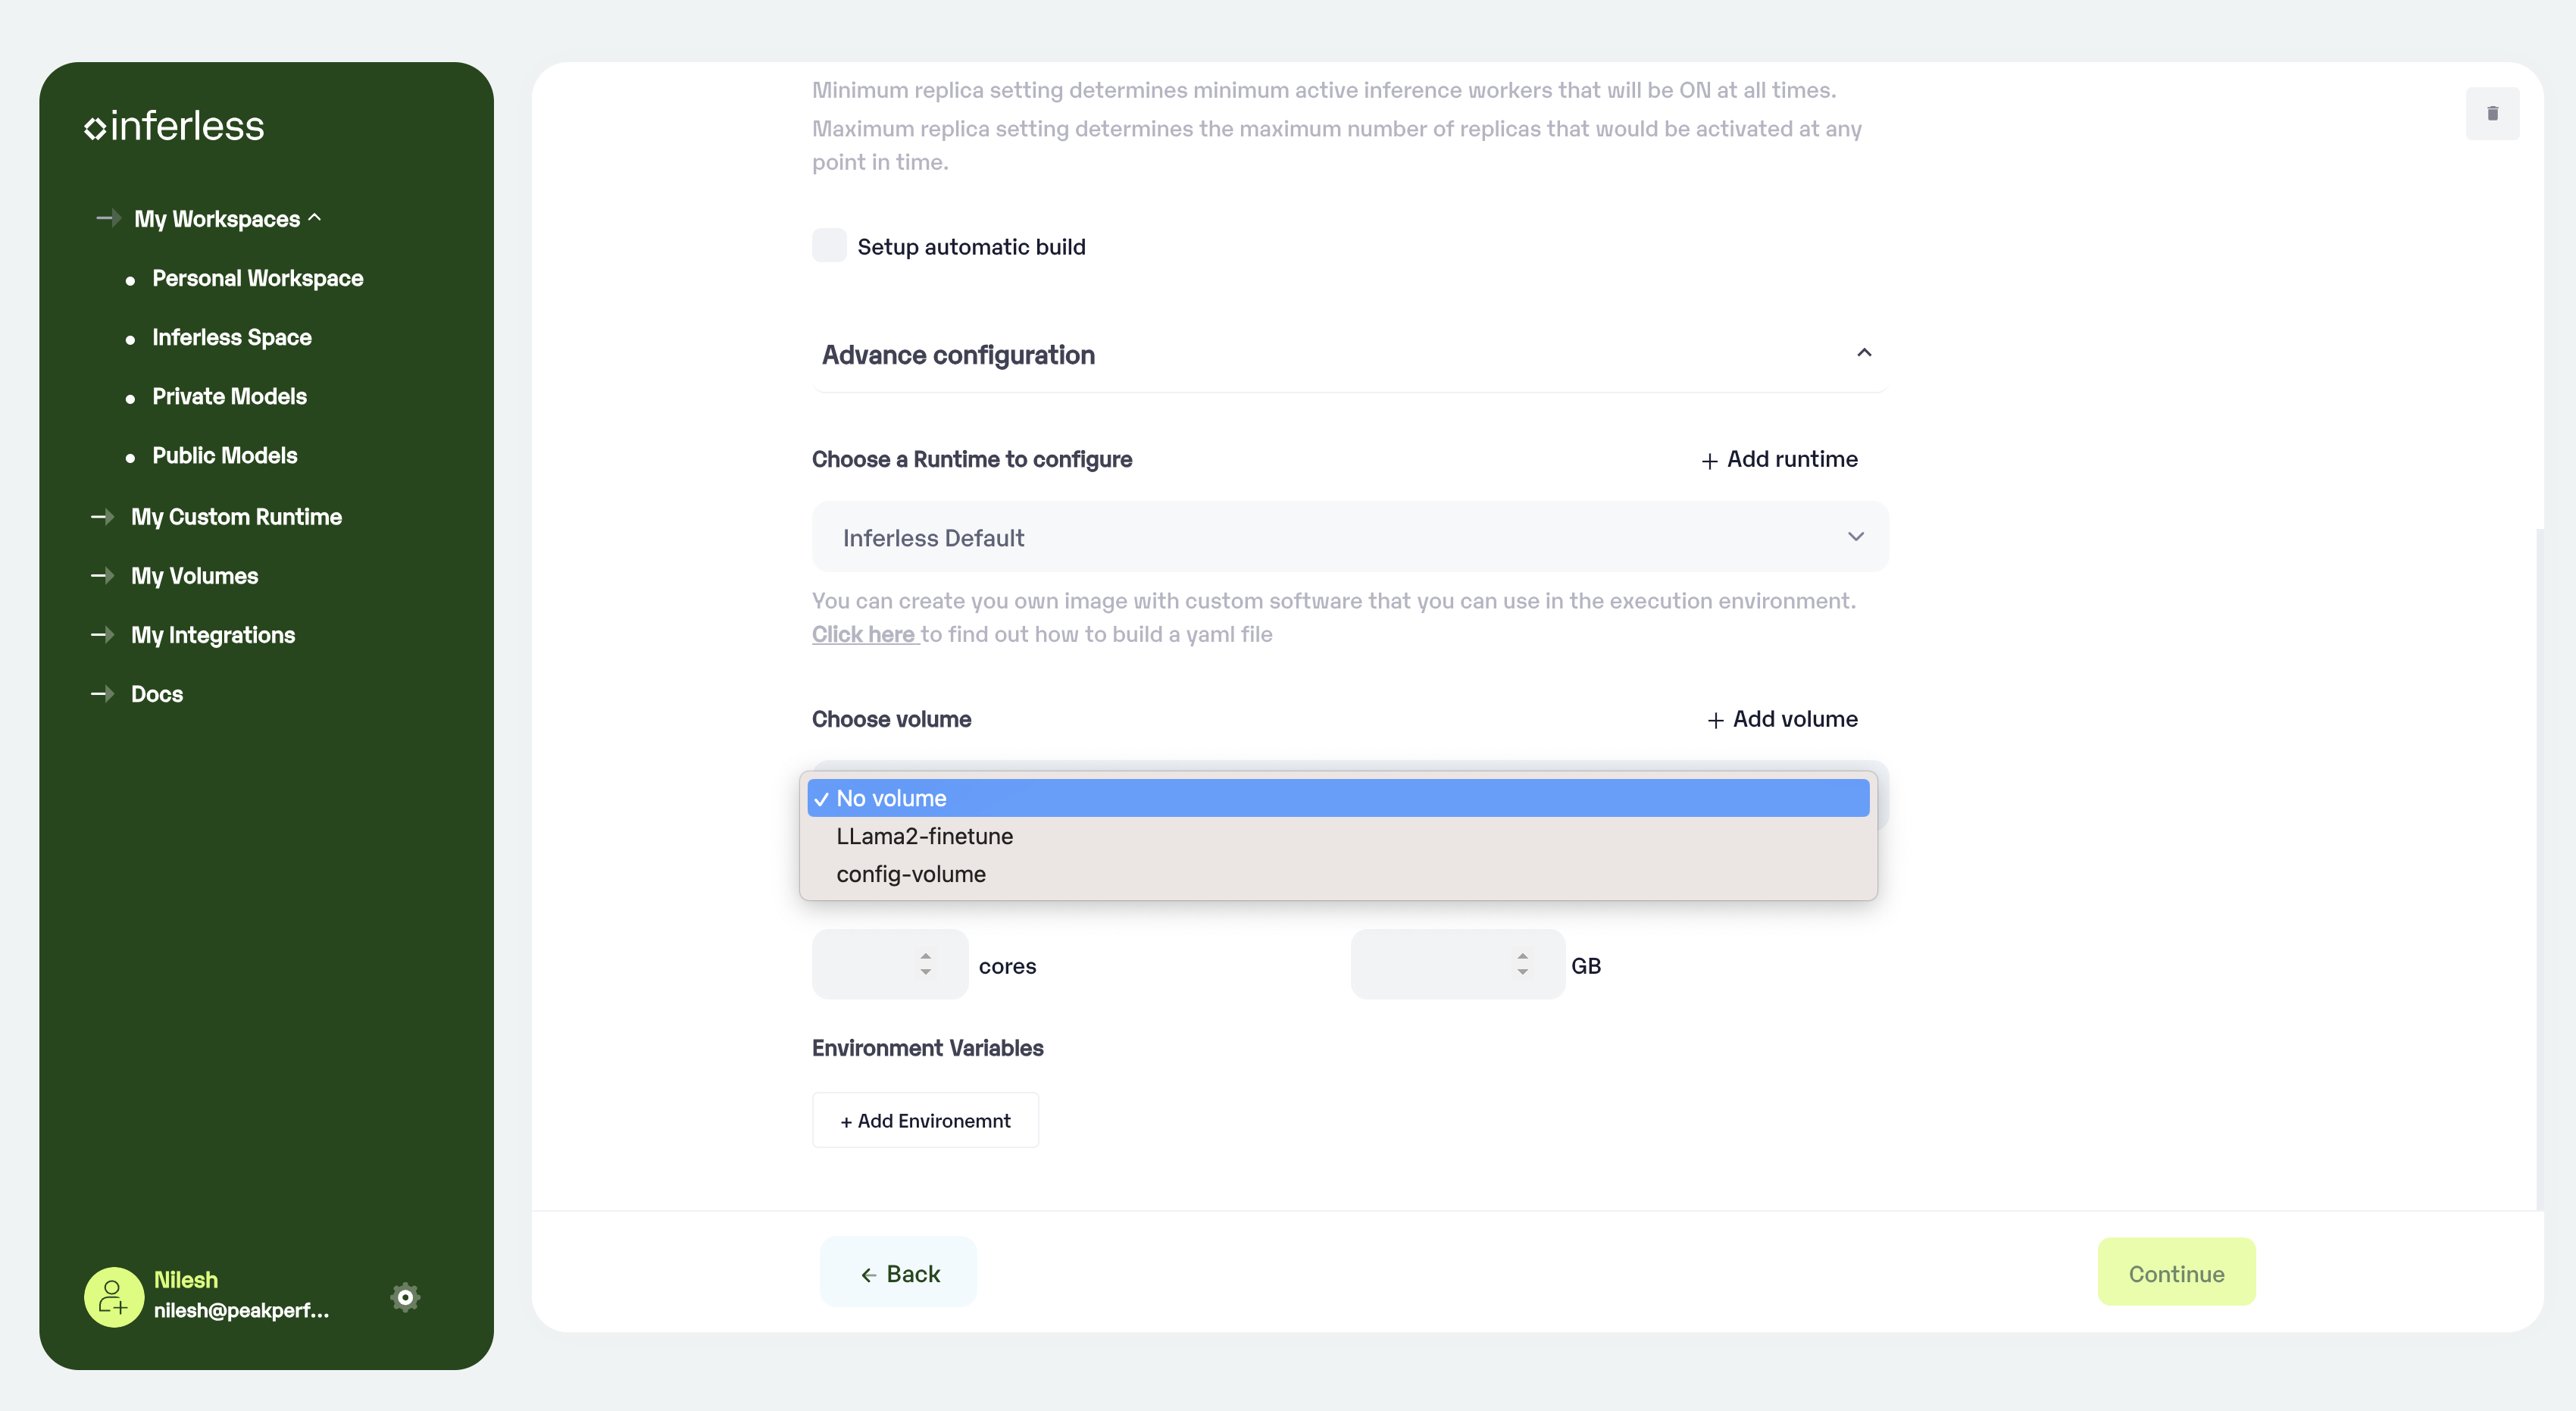 inferless
My Workspaces
Personal Workspace
Inferless Space
Private Models
Public Models
My Custom Runtime
My Volumes
My Integrations
Docs
Nilesh
nilesh@peakperf...
Minimum replica setting determines minimum active inference workers that will be ON at all times.
Maximum replica setting determines the maximum number of replicas that would be activated at any
point in time.
Setup automatic build
Advance configuration
Choose a Runtime to configure
+ Add runtime
Inferless Default
You can create you own image with custom software that you can use in the execution environment.
Click here to find out how to build a yaml file
Choose volume
+ Add volume
✓ No volume
LLama2-finetune
config-volume
cores
GB
Environment Variables
+ Add Environemnt
← Back
Continue